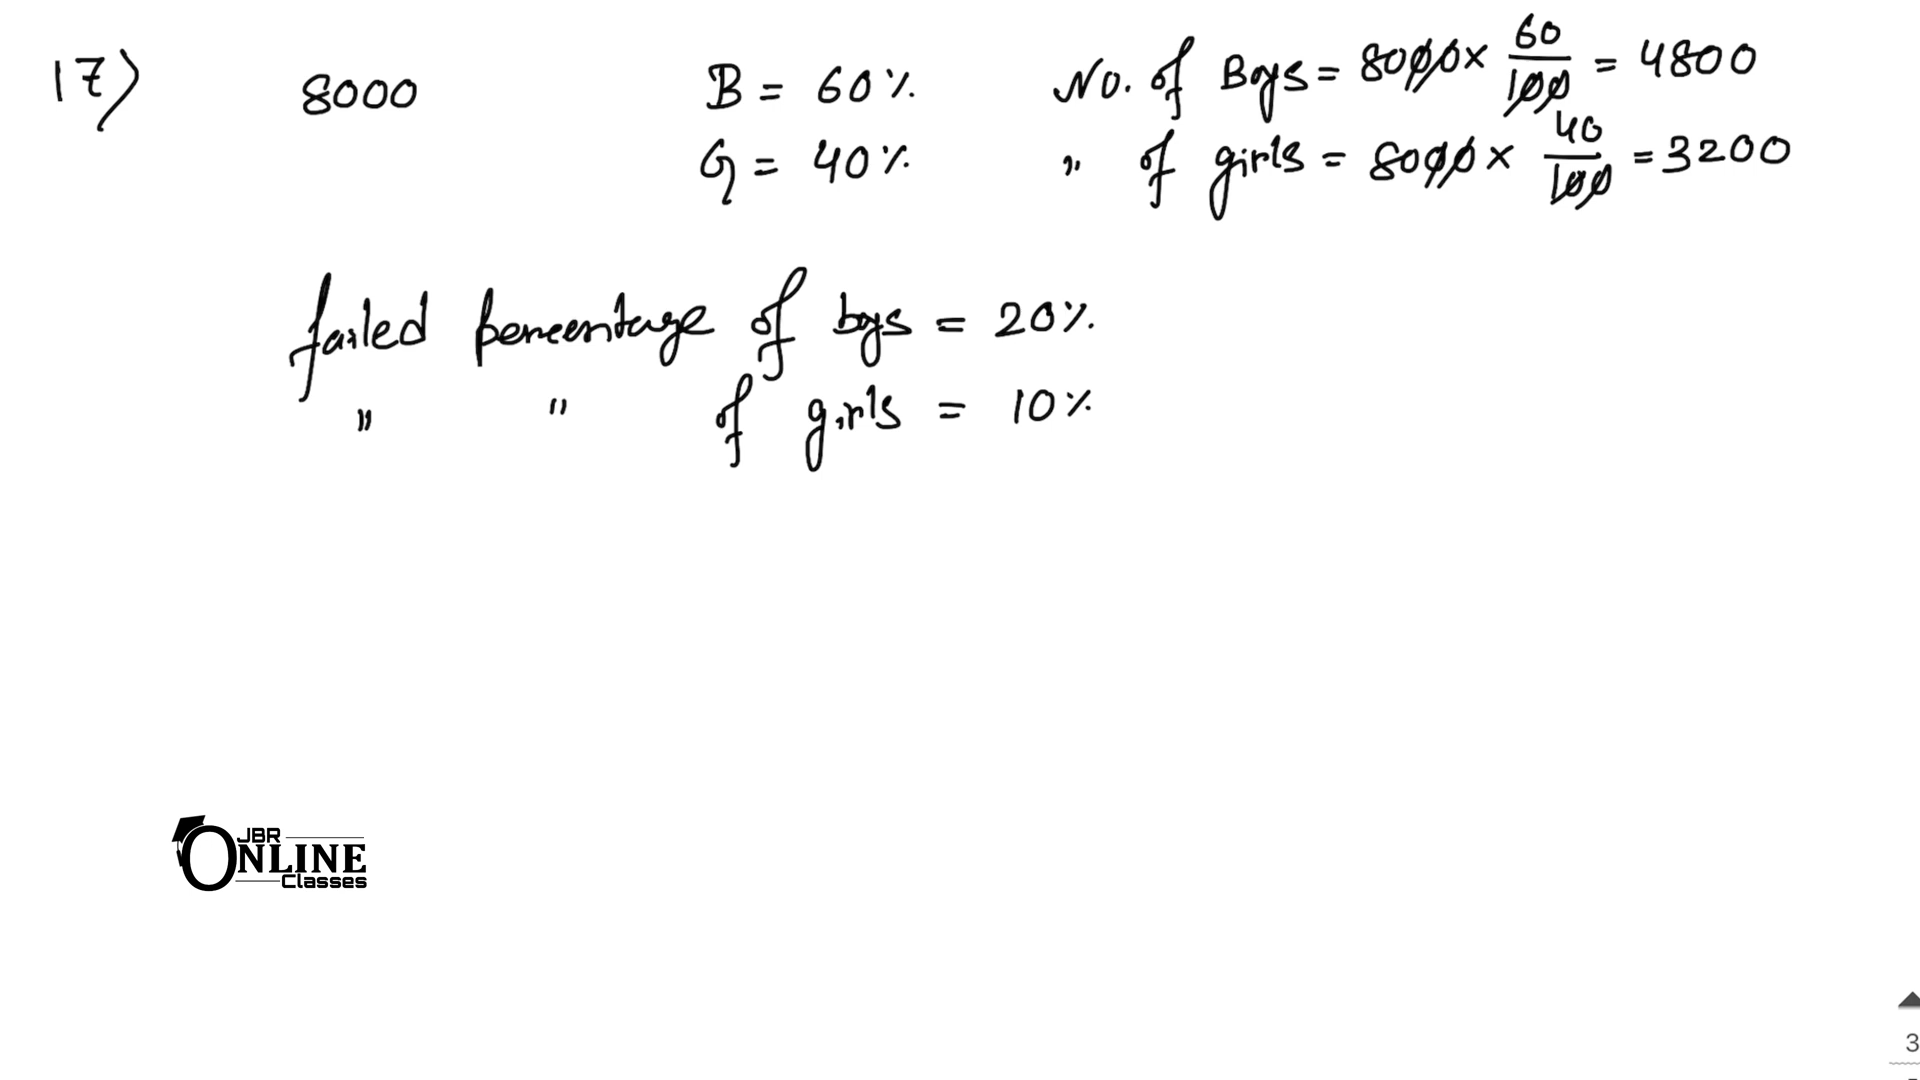 17) 8000 B = 60% No. of Boys = 8000 × 60/100 = 4800
G = 40% " of girls = 8000 × 40/100 = 3200
failed percentage of boys = 20%
" " of girls = 10%
JBR
ONLINE
Classes
3